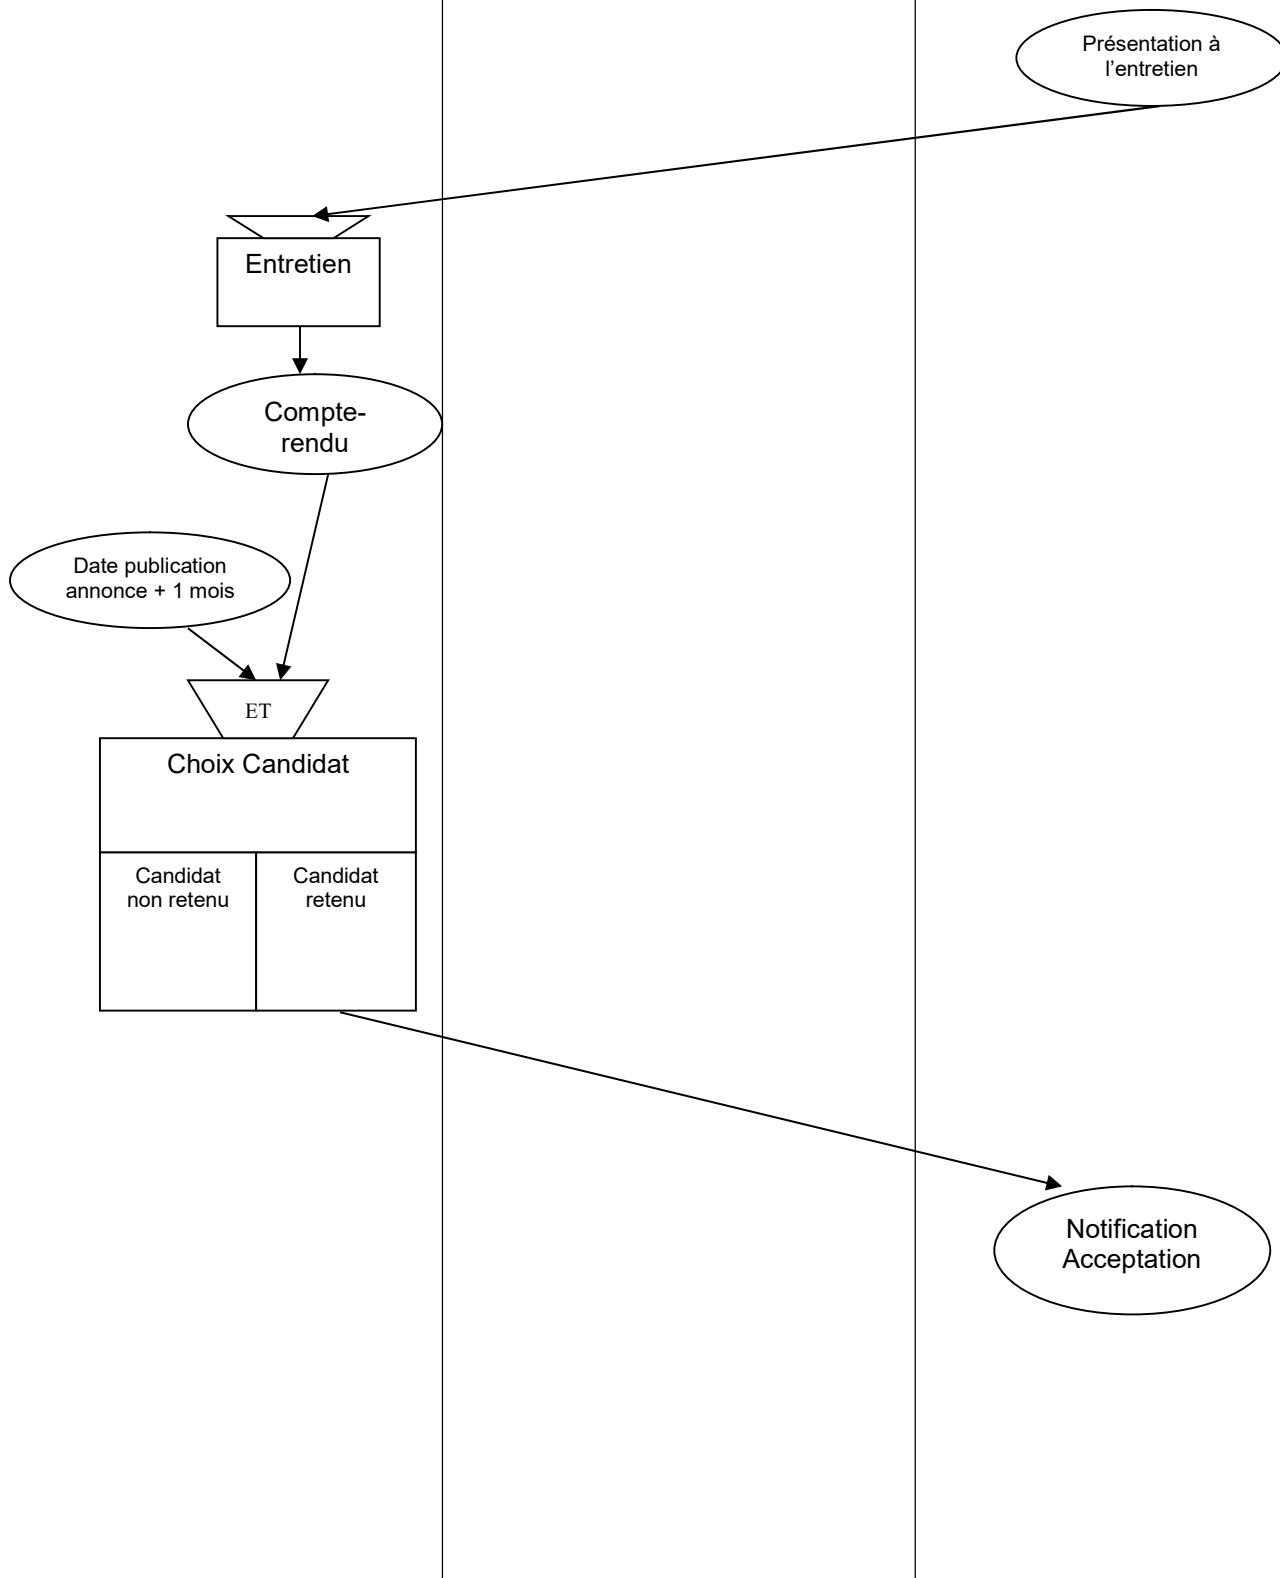 Présentation à
l’entretien
Entretien
Compte-
rendu
Date publication
annonce + 1 mois
ET
Choix Candidat
Candidat
non retenu
Candidat
retenu
Notification
Acceptation